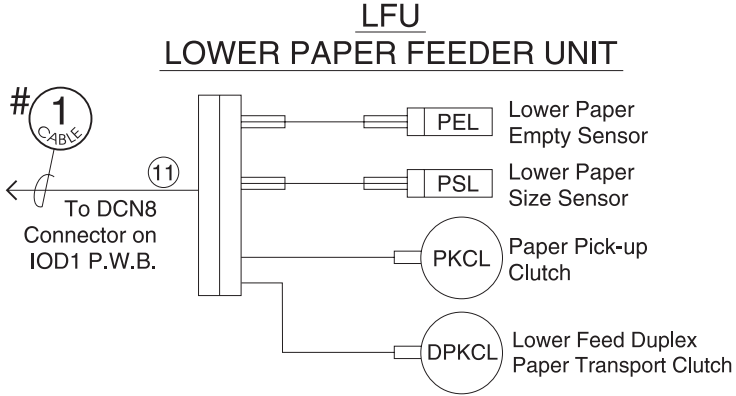 LFU
LOWER PAPER FEEDER UNIT
# 1
CABLE
11
To DCN8
Connector on
IOD1 P.W.B.
PEL
Lower Paper
Empty Sensor
PSL
Lower Paper
Size Sensor
PKCL
Paper Pick-up
Clutch
DPKCL
Lower Feed Duplex
Paper Transport Clutch